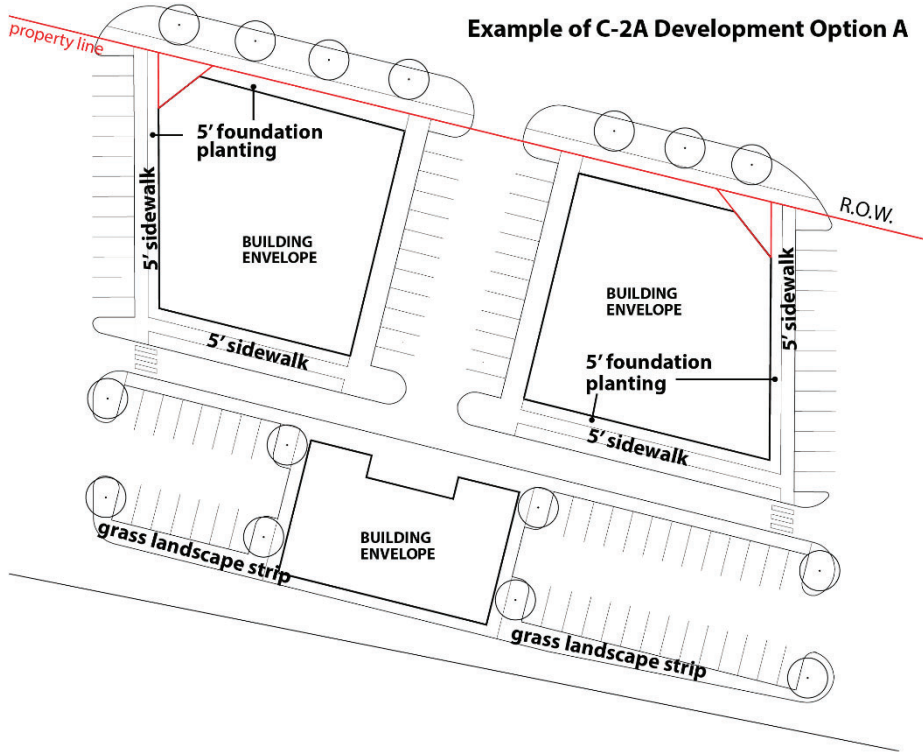 Example of C-2A Development Option A
property line
5’ foundation
planting
5’ sidewalk
BUILDING
ENVELOPE
5’ sidewalk
R.O.W.
BUILDING
ENVELOPE
5’ sidewalk
5’ foundation
planting
5’ sidewalk
BUILDING
ENVELOPE
grass landscape strip
grass landscape strip